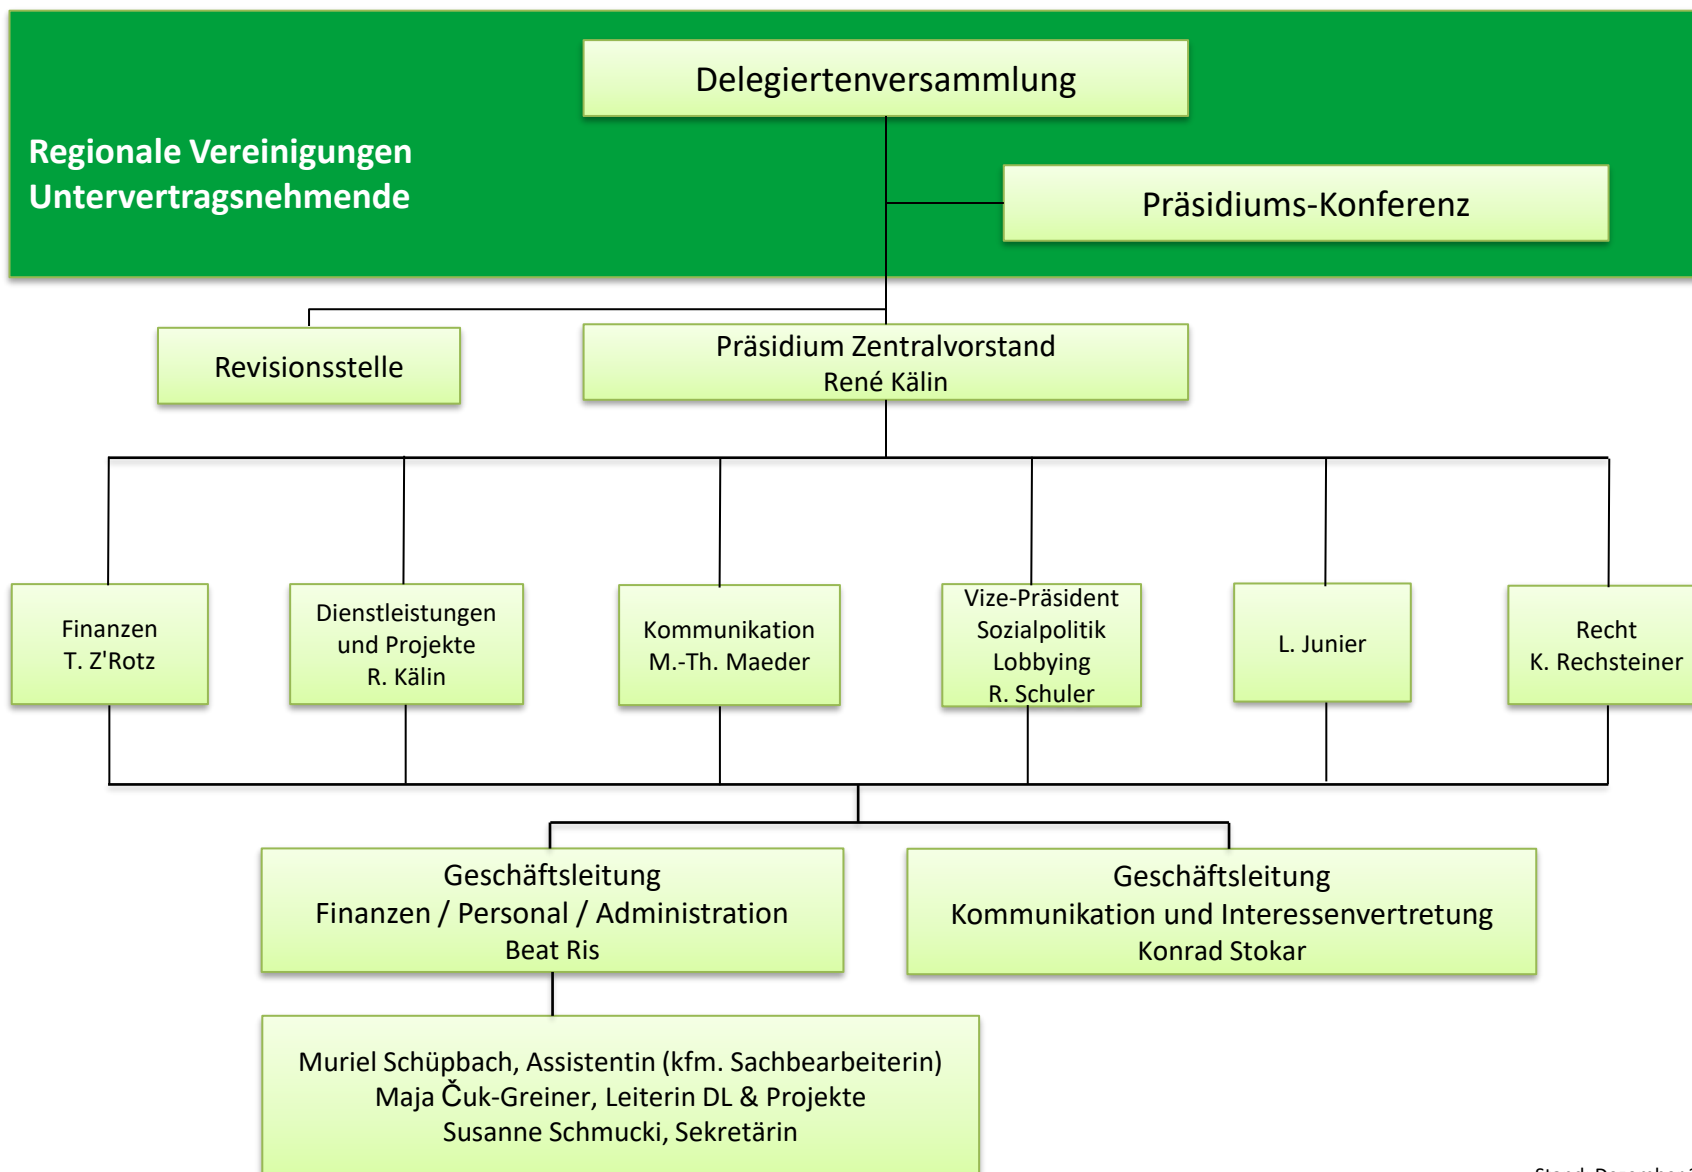 Delegiertenversammlung
Regionale Vereinigungen
Untervertragsnehmende
Präsidiums-Konferenz
Revisionsstelle
Präsidium Zentralvorstand
René Kälin
Finanzen
T. Z'Rotz
Dienstleistungen
und Projekte
R. Kälin
Kommunikation
M.-Th. Maeder
Vize-Präsident
Sozialpolitik
Lobbying
R. Schuler
L. Junier
Recht
K. Rechsteiner
Geschäftsleitung
Finanzen / Personal / Administration
Beat Ris
Geschäftsleitung
Kommunikation und Interessenvertretung
Konrad Stokar
Muriel Schüpbach, Assistentin (kfm. Sachbearbeiterin)
Maja Čuk-Greiner, Leiterin DL & Projekte
Susanne Schmucki, Sekretärin